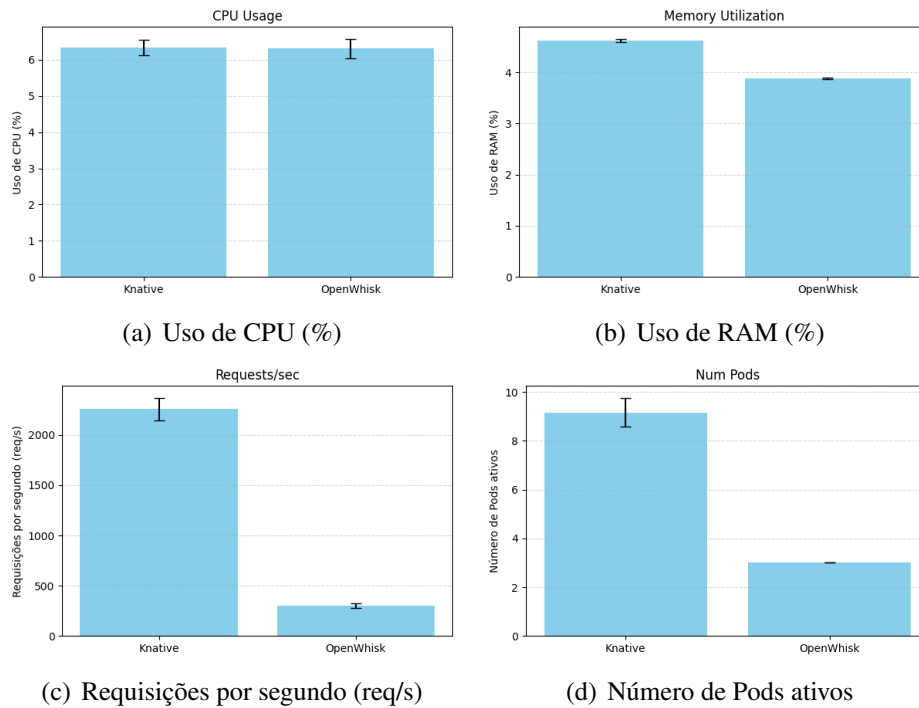 CPU Usage
Uso de CPU (%)
6
5
4
3
2
1
0
Knative OpenWhisk
(a) Uso de CPU (%)
Memory Utilization
Uso de RAM (%)
4
3
2
1
0
Knative OpenWhisk
(b) Uso de RAM (%)
Requests/sec
Requisições por segundo (req/s)
2000
1500
1000
500
0
Knative OpenWhisk
(c) Requisições por segundo (req/s)
Num Pods
Número de Pods ativos
10
8
6
4
2
0
Knative OpenWhisk
(d) Número de Pods ativos